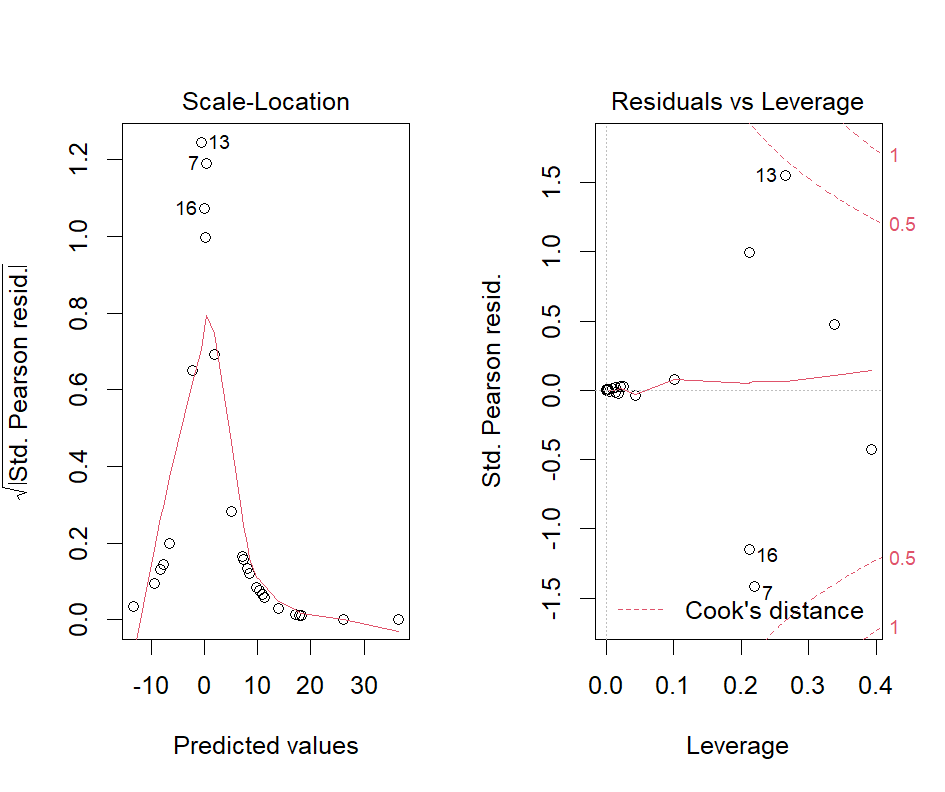 Scale-Location
√|Std. Pearson resid.|
0.0 0.2 0.4 0.6 0.8 1.0 1.2
13
7
16
-10 0 10 20 30
Predicted values
Residuals vs Leverage
Std. Pearson resid.
-1.5 -1.0 -0.5 0.0 0.5 1.0 1.5
1
13
0.5
0.5
16
7
Cook's distance
1
0.0 0.1 0.2 0.3 0.4
Leverage